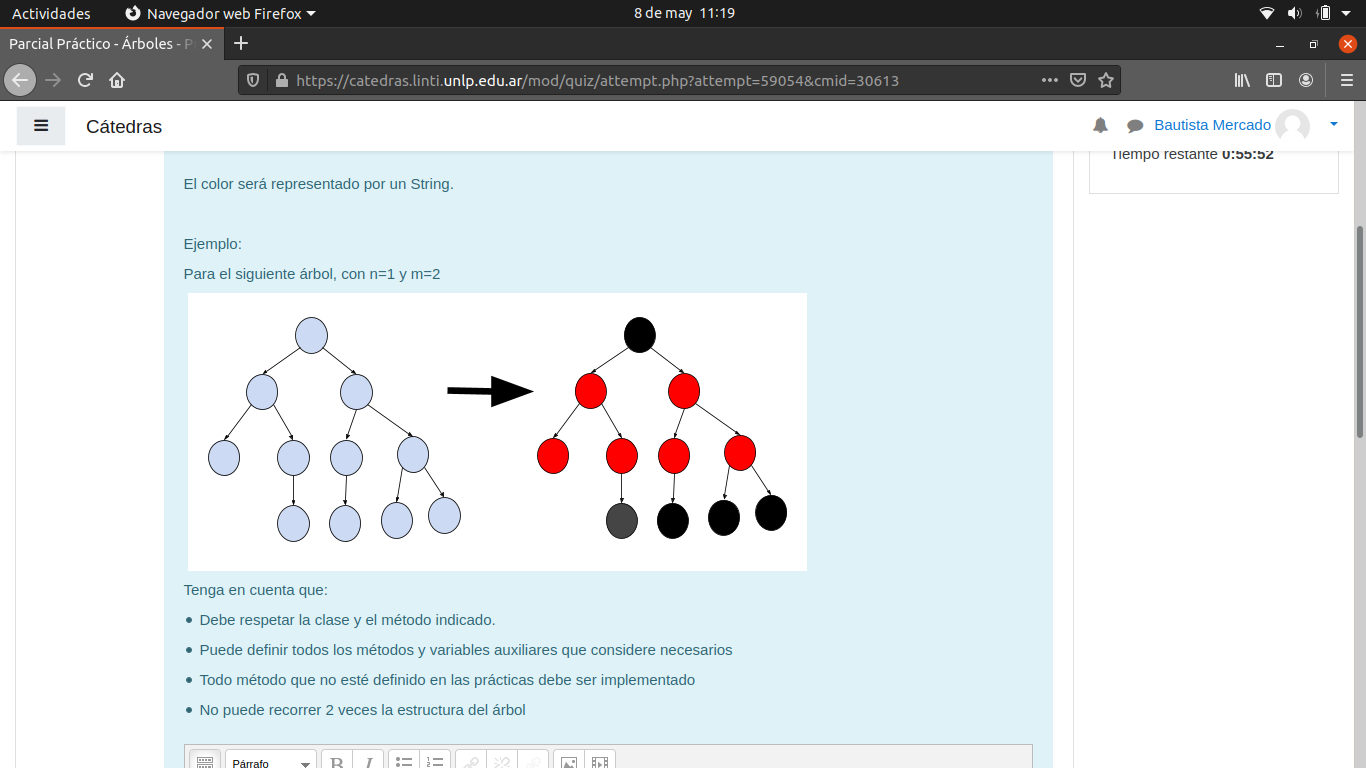 Actividades
Navegador web Firefox
8 de may 11:19
Parcial Práctico - Árboles - P
https://catedras.linti.unlp.edu.ar/mod/quiz/attempt.php?attempt=59054&cmid=30613
Cátedras
Bautista Mercado
Tiempo restante 0:55:52
El color será representado por un String.
Ejemplo:
Para el siguiente árbol, con n=1 y m=2
Tenga en cuenta que:
Debe respetar la clase y el método indicado.
Puede definir todos los métodos y variables auxiliares que considere necesarios
Todo método que no esté definido en las prácticas debe ser implementado
No puede recorrer 2 veces la estructura del árbol
Párrafo
B I